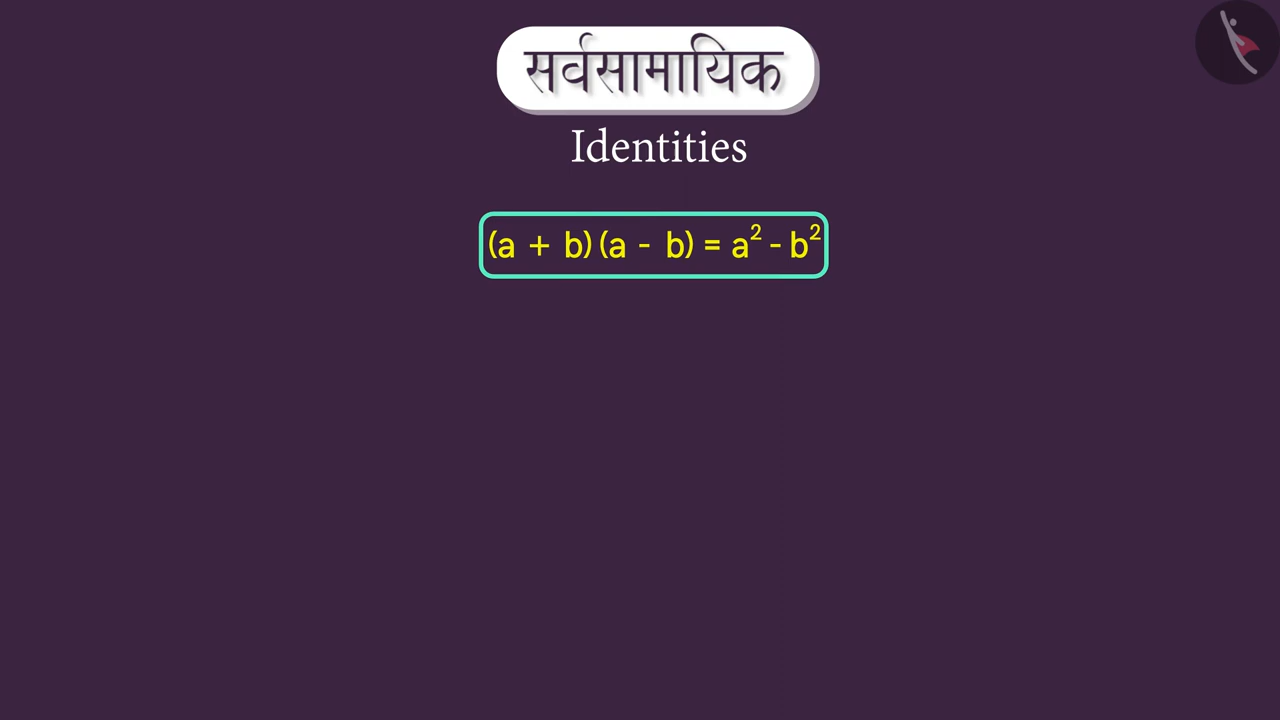 सर्वसामायिक
Identities
(a + b) (a - b) = a² - b²